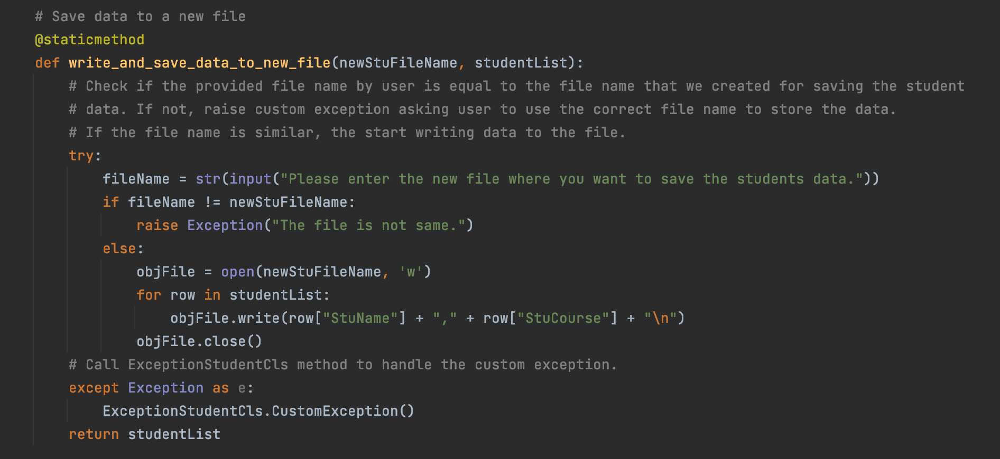 # Save data to a new file
@staticmethod
def write_and_save_data_to_new_file(newStuFileName, studentList):
# Check if the provided file name by user is equal to the file name that we created for saving the student
# data. If not, raise custom exception asking user to use the correct file name to store the data.
# If the file name is similar, the start writing data to the file.
try:
fileName = str(input("Please enter the new file where you want to save the students data."))
if fileName != newStuFileName:
raise Exception("The file is not same.")
else:
objFile = open(newStuFileName, 'w')
for row in studentList:
objFile.write(row["StuName"] + "," + row["StuCourse"] + "\n")
objFile.close()
# Call ExceptionStudentCls method to handle the custom exception.
except Exception as e:
ExceptionStudentCls.CustomException()
return studentList